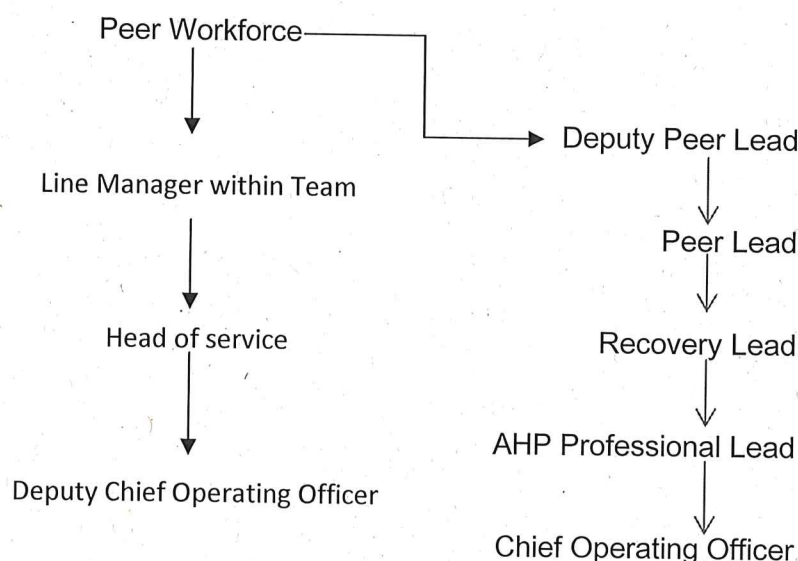 Peer Workforce
Line Manager within Team
Head of service
Deputy Chief Operating Officer
Deputy Peer Lead
Peer Lead
Recovery Lead
AHP Professional Lead
Chief Operating Officer